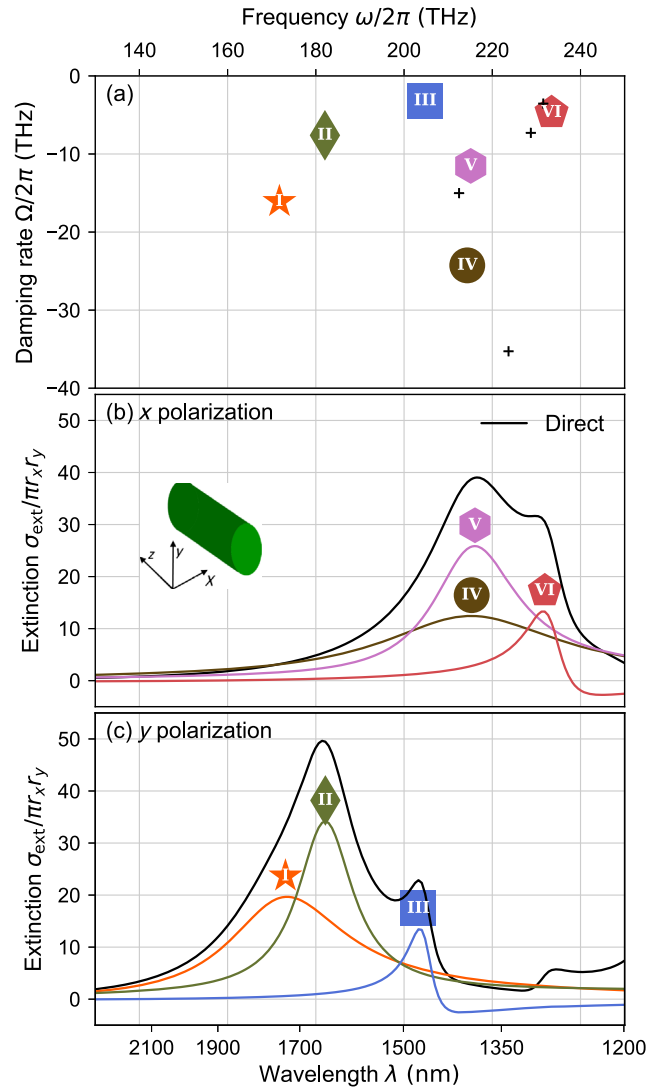 Frequency ω/2π (THz)
140 160 180 200 220 240
(a)
Damping rate Ω/2π (THz)
0
−10
−20
−30
−40
I
II
III
IV
V
VI
(b) x polarization
Direct
Extinction σext/πrxry
50
40
30
20
10
0
z
y
x
V
IV
VI
(c) y polarization
Extinction σext/πrxry
50
40
30
20
10
0
I
II
III
2100 1900 1700 1500 1350 1200
Wavelength λ (nm)